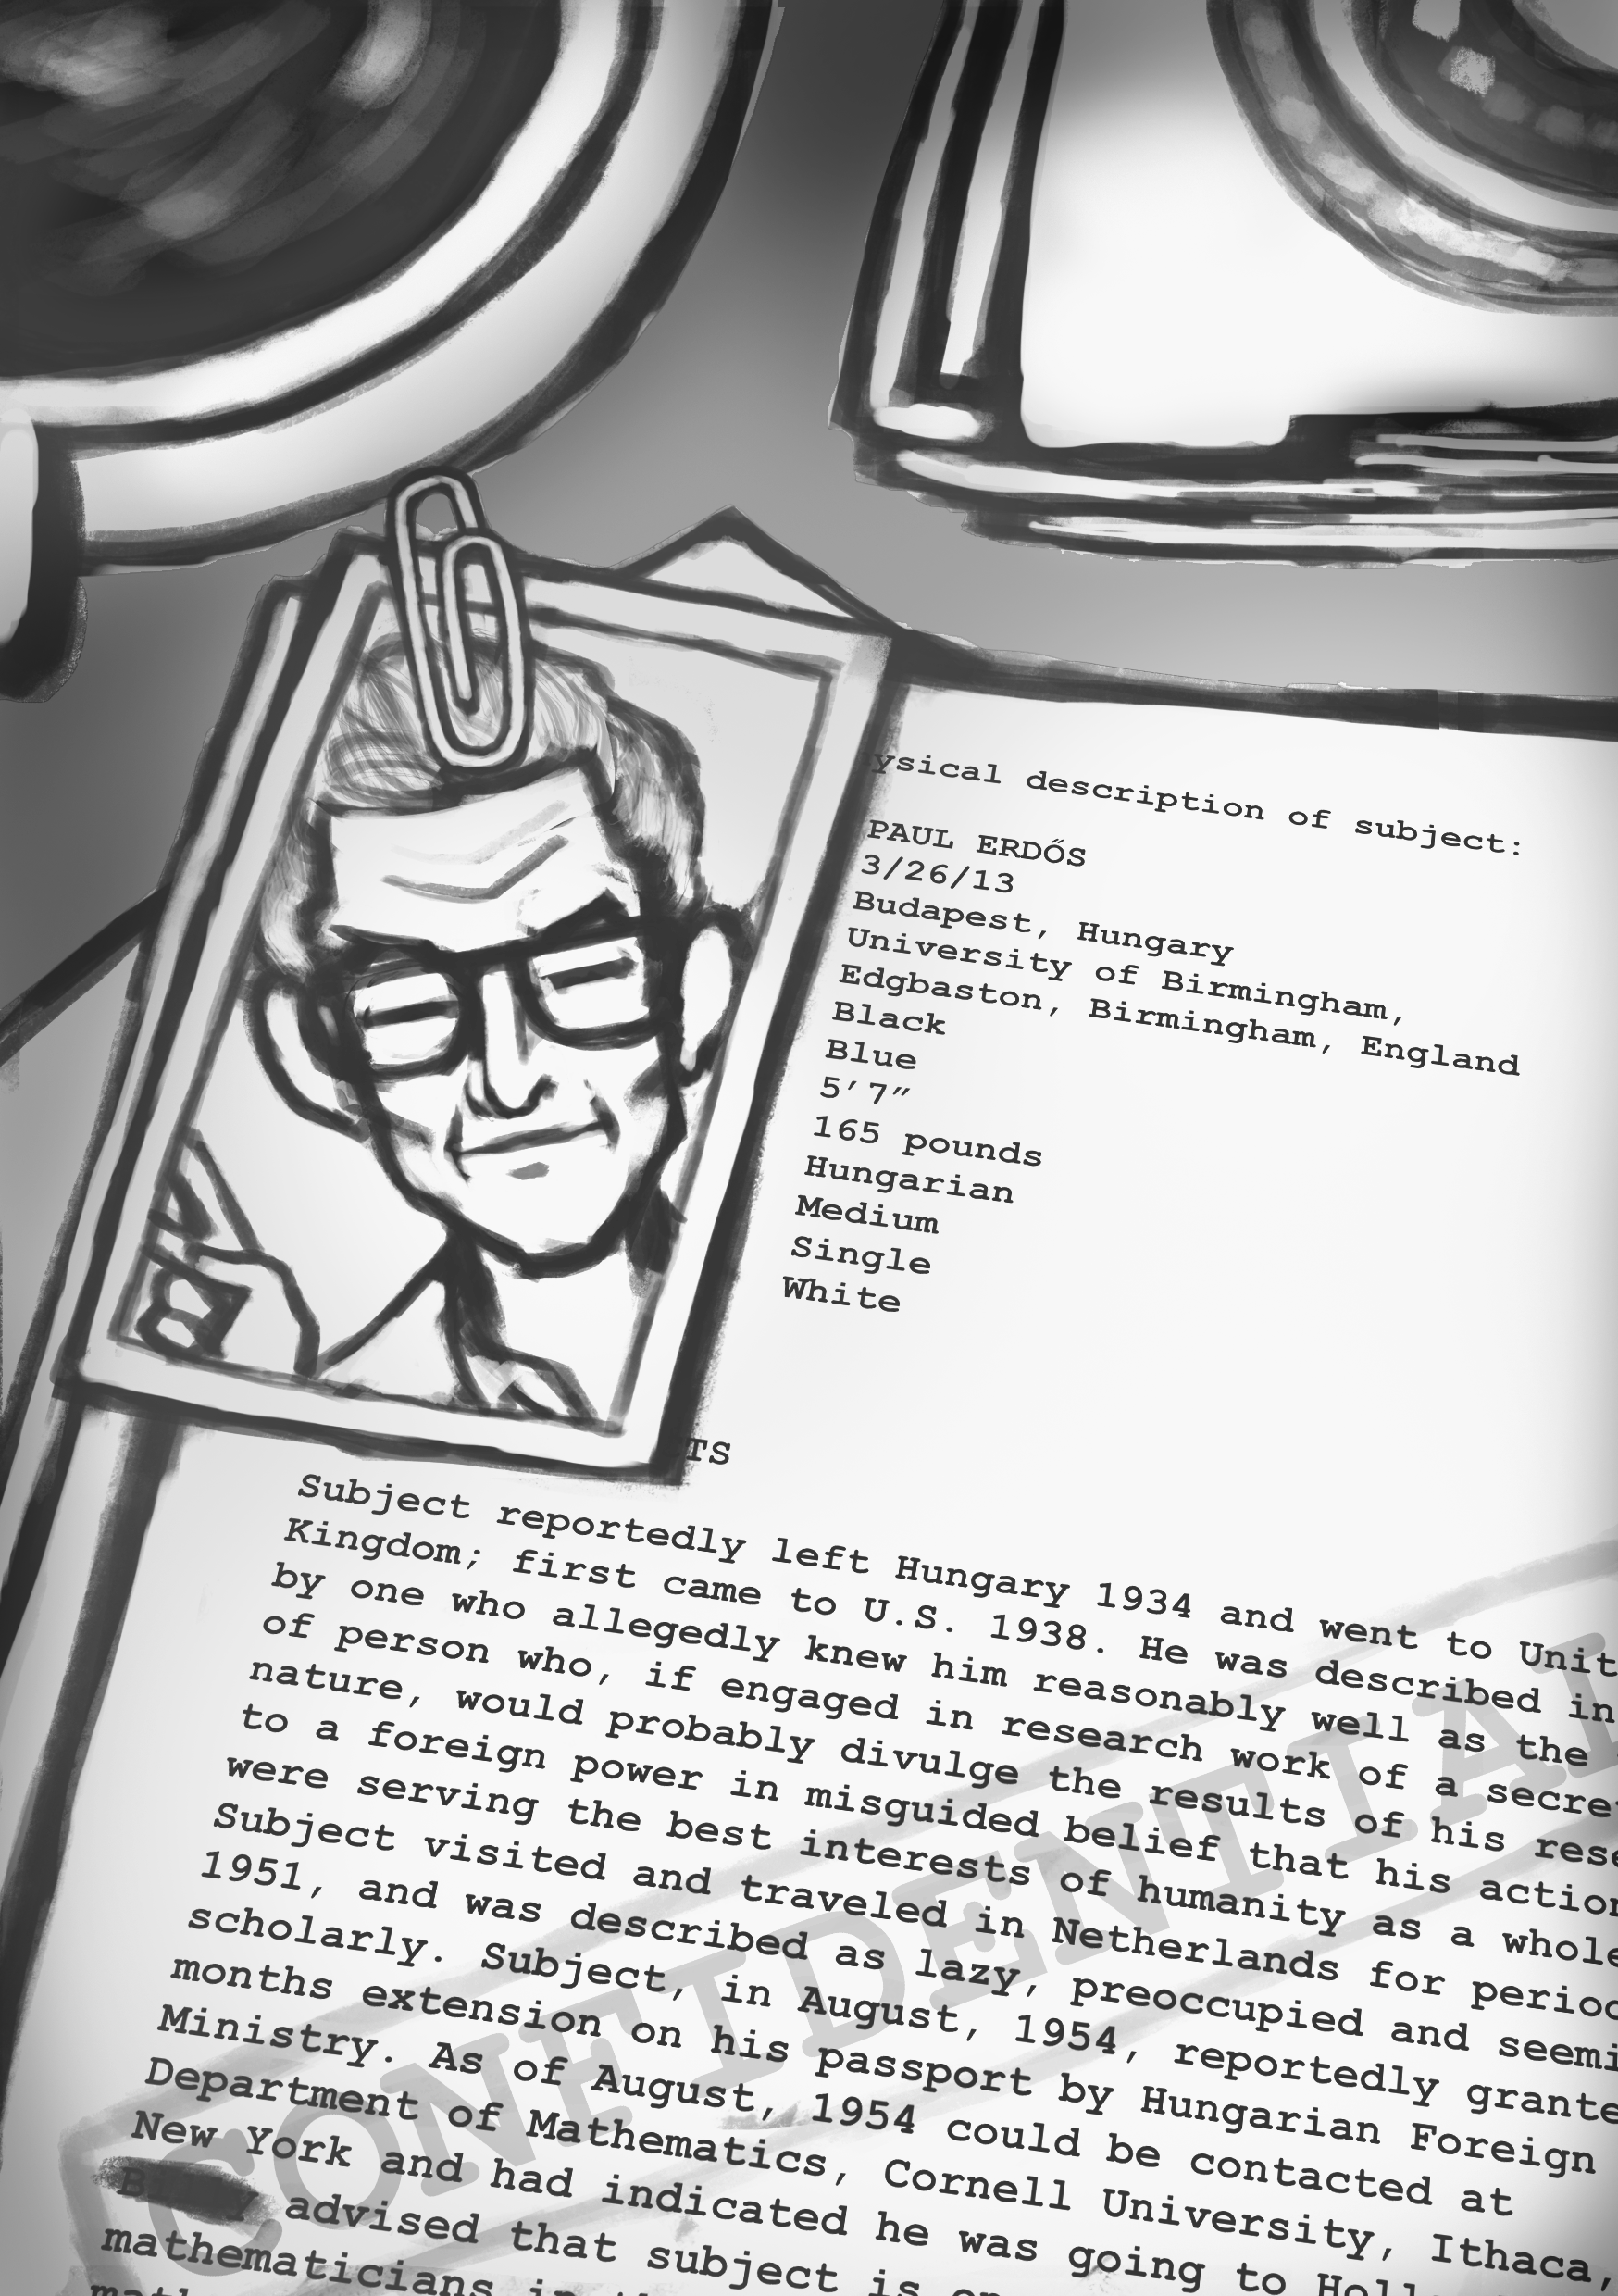 ysical description of subject:
PAUL ERDŐS
3/26/13
Budapest, Hungary
University of Birmingham,
Edgbaston, Birmingham, England
Black
Blue
5′7″
165 pounds
Hungarian
Medium
Single
White
TS
Subject reportedly left Hungary 1934 and went to Unit
Kingdom; first came to U.S. 1938. He was described in
by one who allegedly knew him reasonably well as the
of person who, if engaged in research work of a secre
nature, would probably divulge the results of his rese
to a foreign power in misguided belief that his action
were serving the best interests of humanity as a whole
Subject visited and traveled in Netherlands for period
1951, and was described as lazy, preoccupied and seemi
scholarly. Subject, in August, 1954, reportedly grante
months extension on his passport by Hungarian Foreign
Ministry. As of August, 1954 could be contacted at
Department of Mathematics, Cornell University, Ithaca,
New York and had indicated he was going to Holl
advised that subject is on
mathematicians in th
CONFIDENTIAL